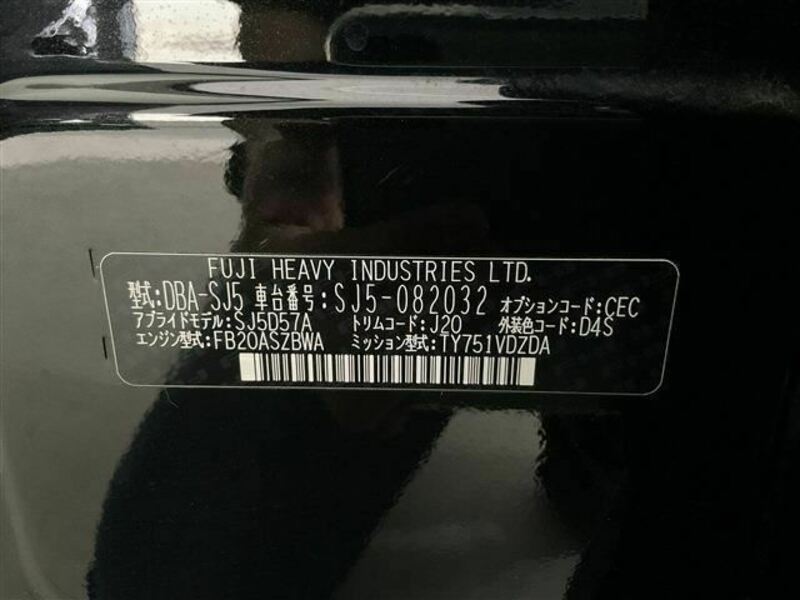 FUJI HEAVY INDUSTRIES LTD.
型式:DBA-SJ5 車台番号:SJ5-082032 オプションコード:CEC
アプライドモデル:SJ5D57A トリムコード:J20 外装色コード:D4S
エンジン型式:FB20ASZBWA ミッション型式:TY751VDZDA